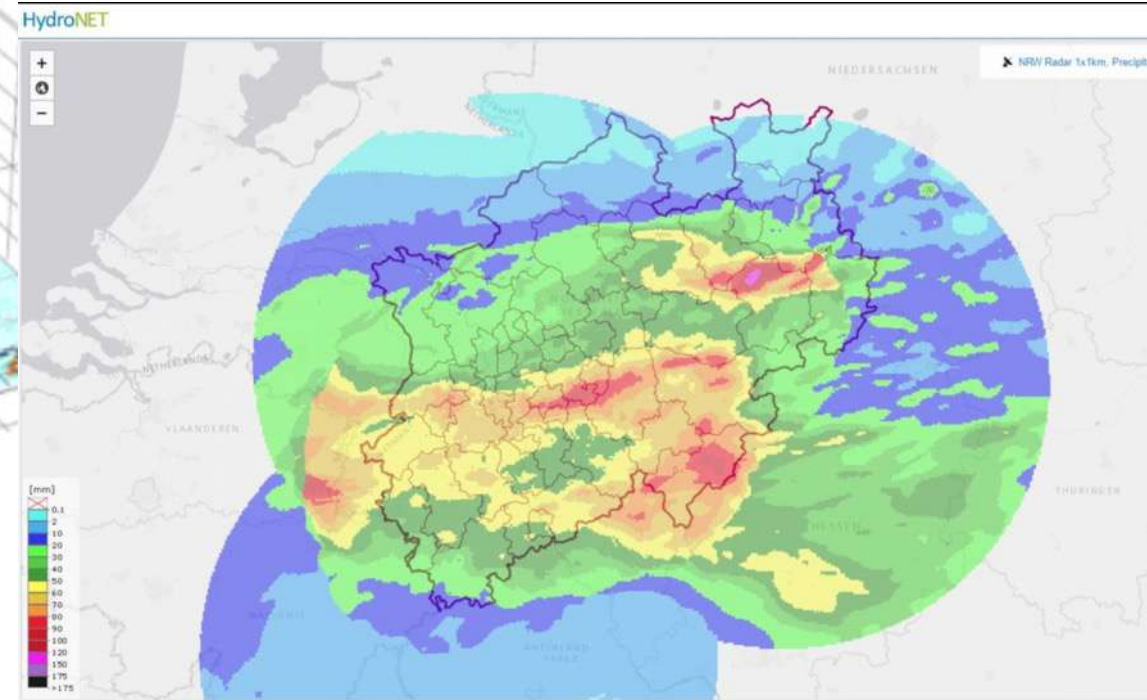 HydroNET
+
−
NRW Radar 1x1km, Precipit
NIEDERSACHSEN
NETHERLANDS
VLAANDEREN
THÜRINGEN
HESSEN
[mm]
0.1
2
10
20
30
40
50
60
70
80
90
100
120
150
175
>175